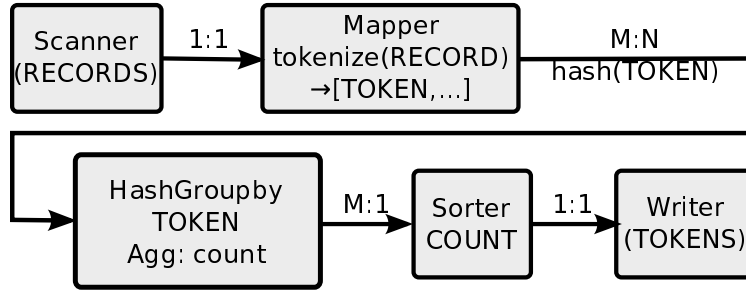 Scanner
(RECORDS)
1:1
Mapper
tokenize(RECORD)
→[TOKEN,...]
M:N
hash(TOKEN)
HashGroupby
TOKEN
Agg: count
M:1
Sorter
COUNT
1:1
Writer
(TOKENS)